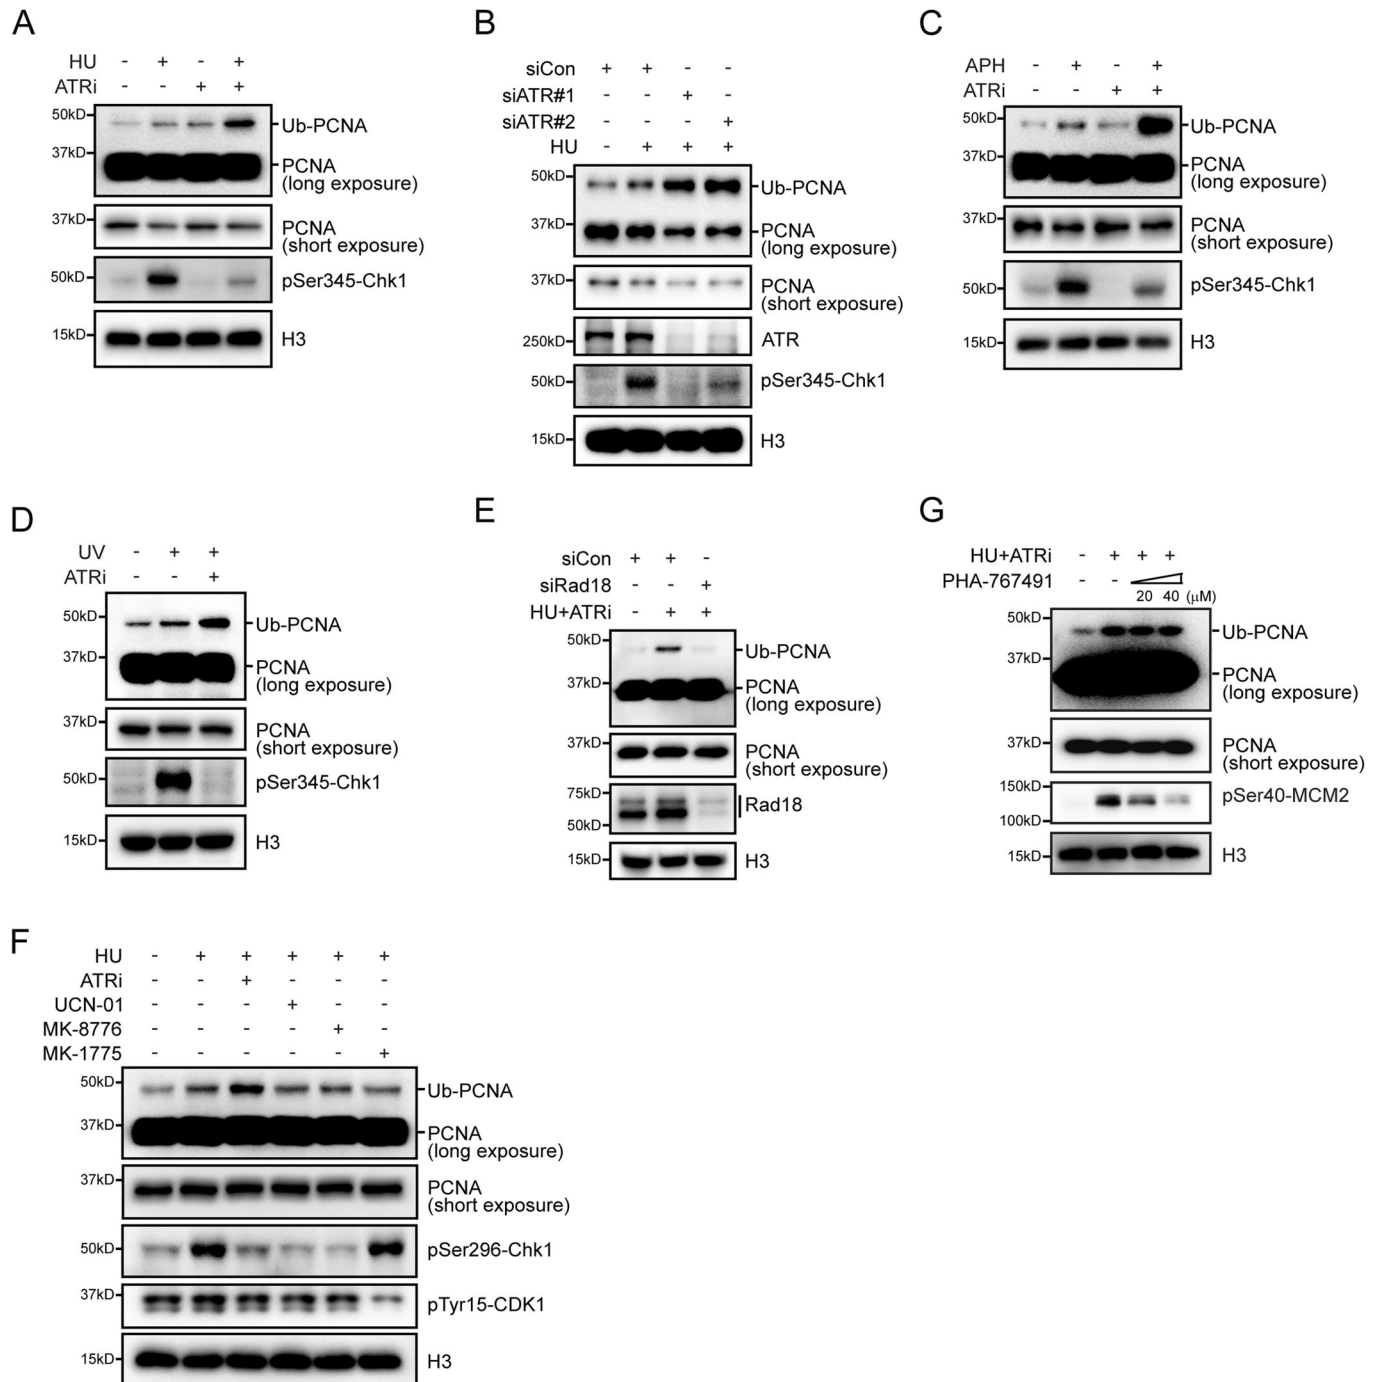 A
HU - + - +
ATRi - - + +
50kD
Ub-PCNA
37kD
PCNA
(long exposure)
37kD
PCNA
(short exposure)
50kD
pSer345-Chk1
15kD
H3
B
siCon + + - -
siATR#1 - - + -
siATR#2 - - - +
HU - + + +
50kD
Ub-PCNA
37kD
PCNA
(long exposure)
37kD
PCNA
(short exposure)
250kD
ATR
50kD
pSer345-Chk1
15kD
H3
C
APH - + - +
ATRi - - + +
50kD
Ub-PCNA
37kD
PCNA
(long exposure)
37kD
PCNA
(short exposure)
50kD
pSer345-Chk1
15kD
H3
D
UV - + +
ATRi - - +
50kD
Ub-PCNA
37kD
PCNA
(long exposure)
37kD
PCNA
(short exposure)
50kD
pSer345-Chk1
15kD
H3
E
siCon + + -
siRad18 - - +
HU+ATRi - + +
50kD
Ub-PCNA
37kD
PCNA
(long exposure)
37kD
PCNA
(short exposure)
75kD
Rad18
50kD
15kD
H3
G
HU+ATRi - + + +
PHA-767491 - -
20 40 (μM)
50kD
Ub-PCNA
37kD
PCNA
(long exposure)
37kD
PCNA
(short exposure)
150kD
pSer40-MCM2
100kD
15kD
H3
F
HU - + + + + +
ATRi - - + - - -
UCN-01 - - - + - -
MK-8776 - - - - + -
MK-1775 - - - - - +
50kD
Ub-PCNA
37kD
PCNA
(long exposure)
37kD
PCNA
(short exposure)
50kD
pSer296-Chk1
37kD
pTyr15-CDK1
15kD
H3